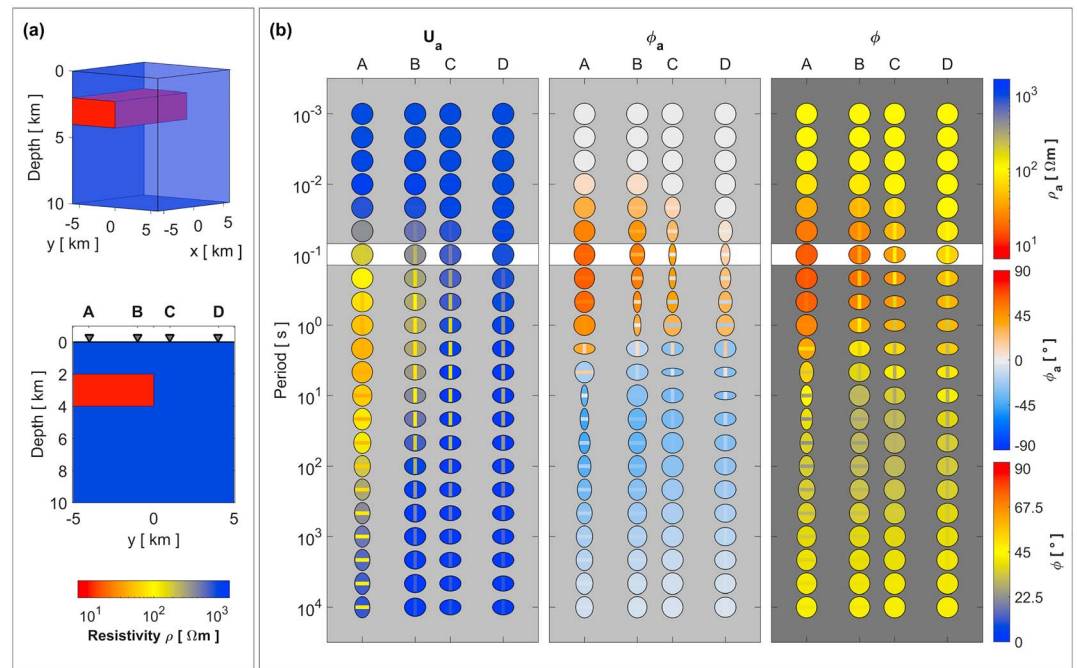 (a)
0
5
10
Depth [ km ]
-5
0
5
y [ km ]
-5
0
5
x [ km ]
A B C D
0
2
4
6
8
10
Depth [ km ]
-5 0 5
y [ km ]
10¹ 10² 10³
Resistivity ρ [ Ωm ]
(b)
Uₐ ϕₐ ϕ
A B C D A B C D A B C D
10⁻³
10⁻²
10⁻¹
10⁰
10¹
10²
10³
10⁴
Period [ s ]
10³
10²
10¹
ρₐ [ Ωm ]
90
45
0
-45
-90
ϕₐ [ ° ]
90
67.5
45
22.5
0
ϕ [ ° ]